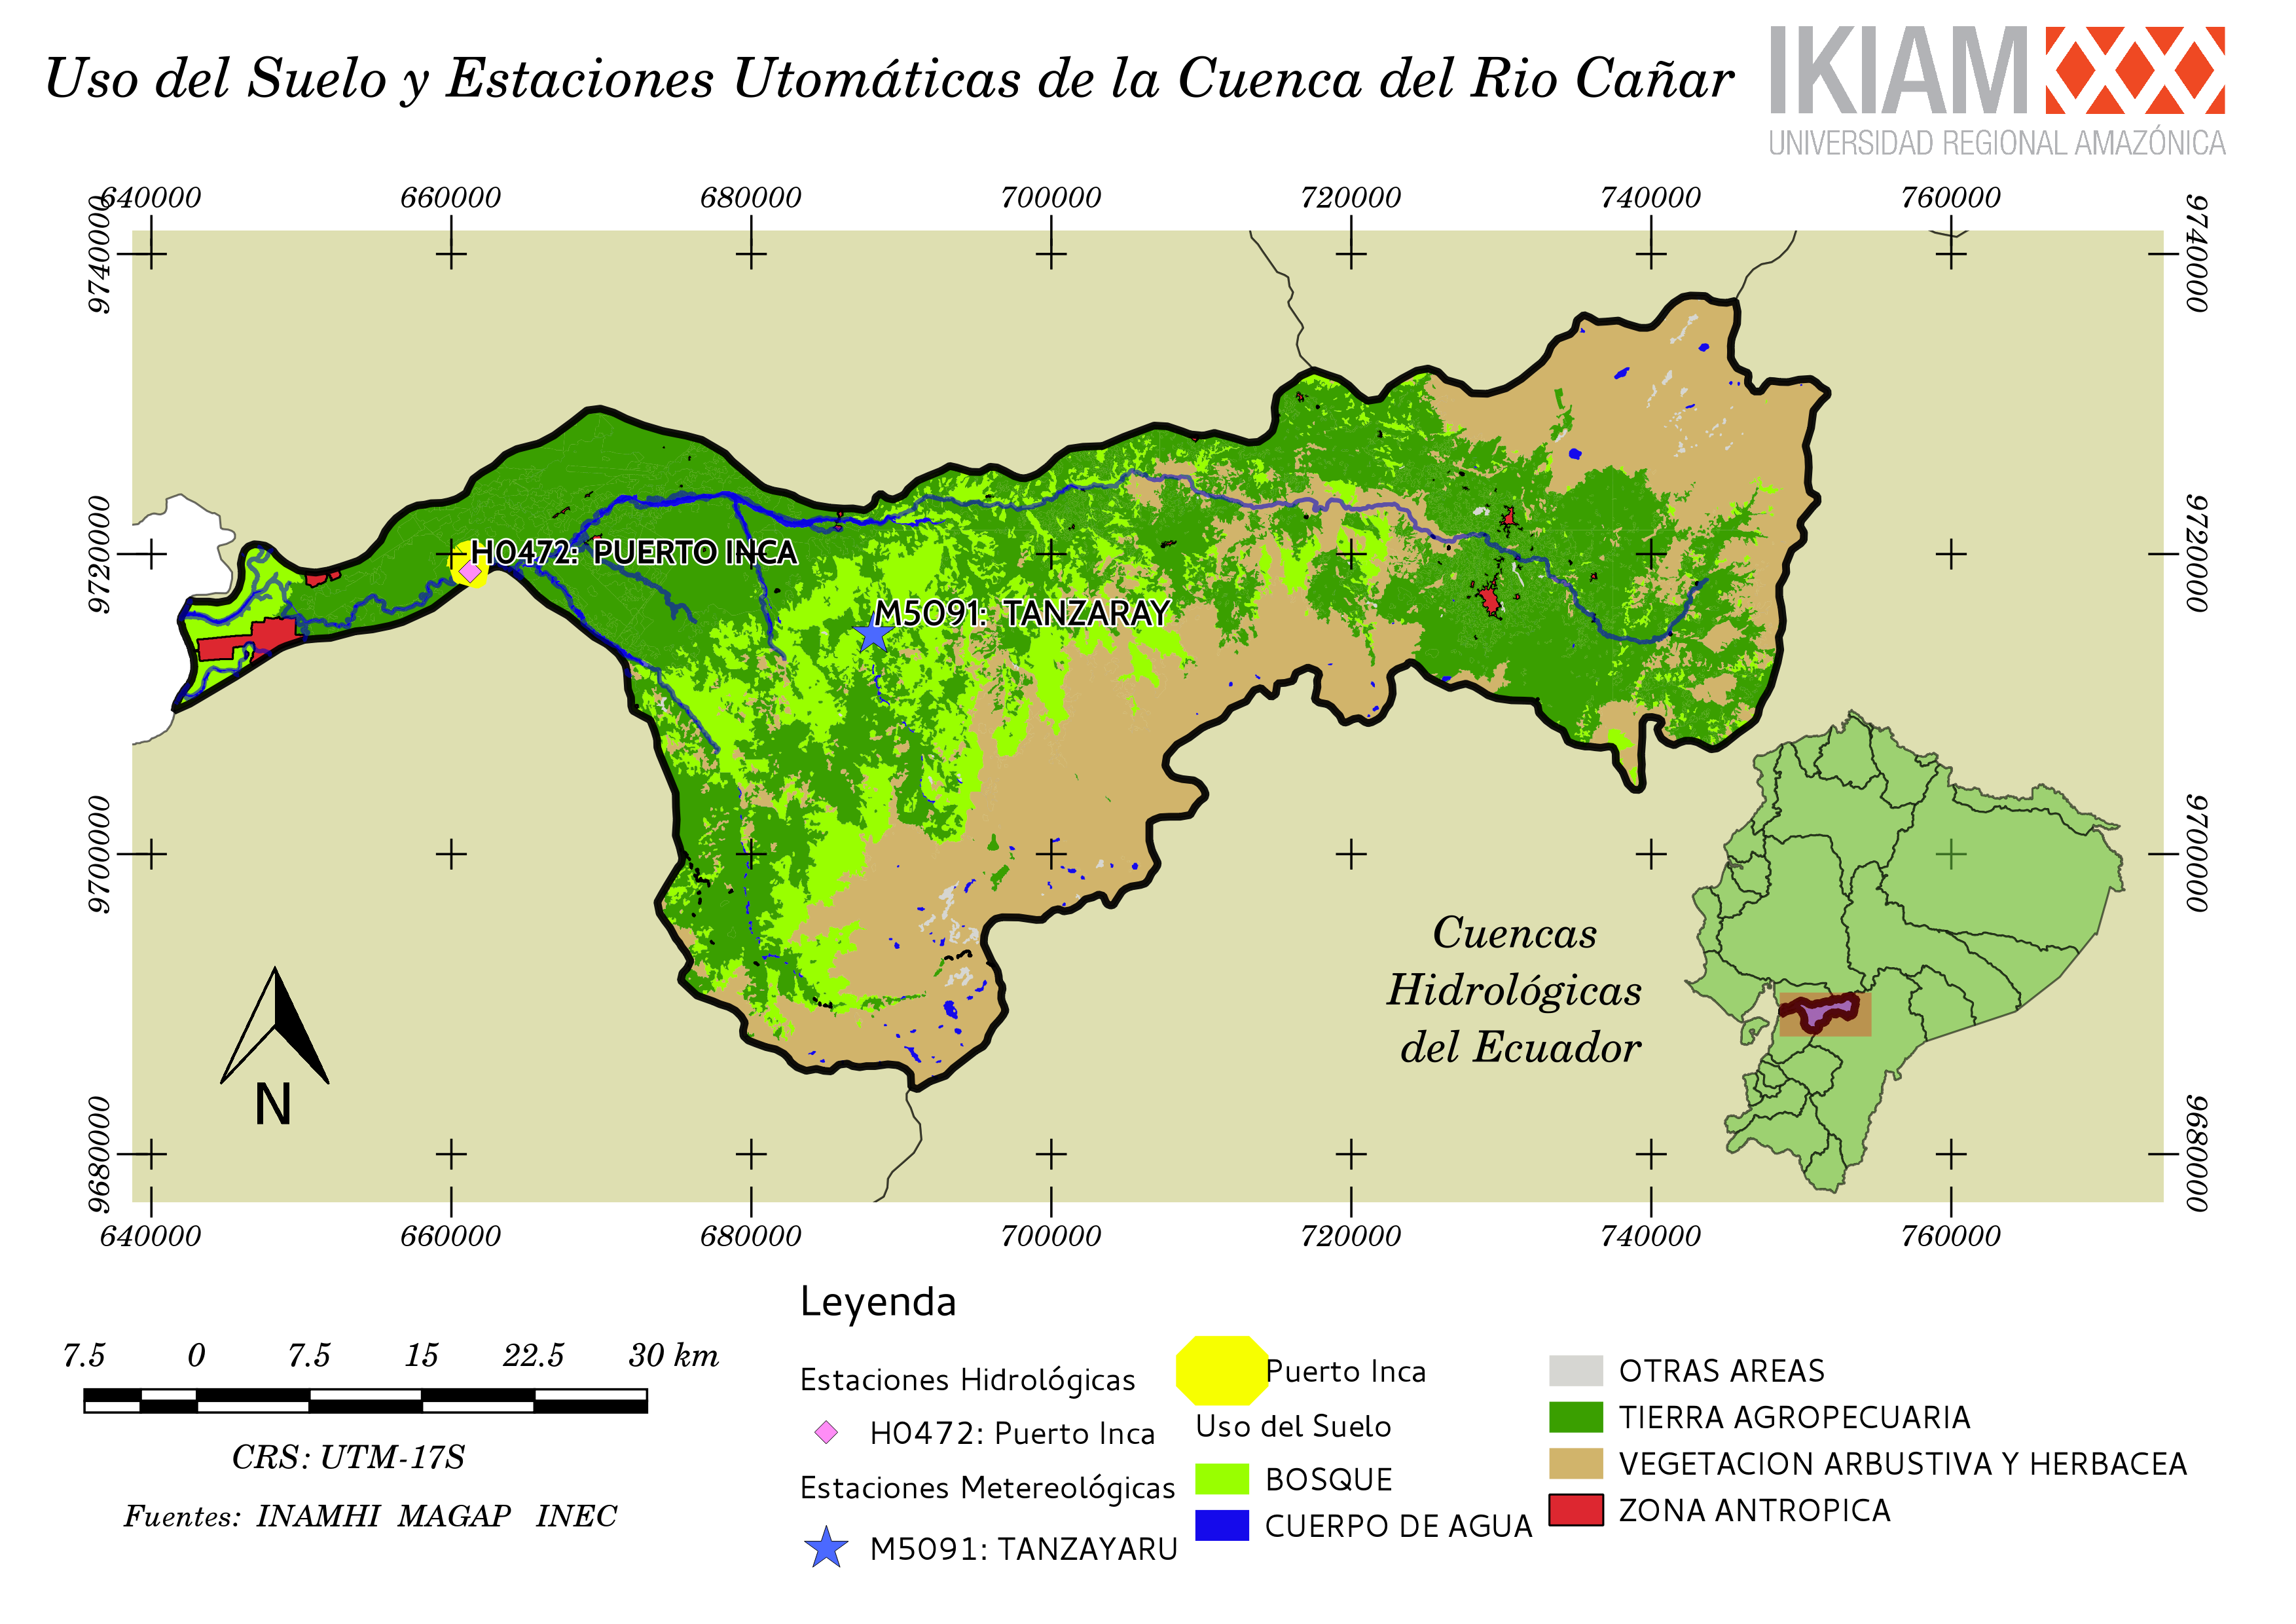 Uso del Suelo y Estaciones Utomáticas de la Cuenca del Rio Cañar
IKIAM
UNIVERSIDAD REGIONAL AMAZÓNICA
640000 660000 680000 700000 720000 740000 760000
9740000 9740000
9720000 9720000
H0472: PUERTO INCA
M5091: TANZARAY
9700000 9700000
Cuencas
Hidrológicas
del Ecuador
N
9680000 9680000
640000 660000 680000 700000 720000 740000 760000
7.5 0 7.5 15 22.5 30 km
CRS: UTM-17S
Fuentes: INAMHI MAGAP INEC
Leyenda
Estaciones Hidrológicas
H0472: Puerto Inca
Estaciones Metereológicas
M5091: TANZAYARU
Puerto Inca
Uso del Suelo
BOSQUE
CUERPO DE AGUA
OTRAS AREAS
TIERRA AGROPECUARIA
VEGETACION ARBUSTIVA Y HERBACEA
ZONA ANTROPICA